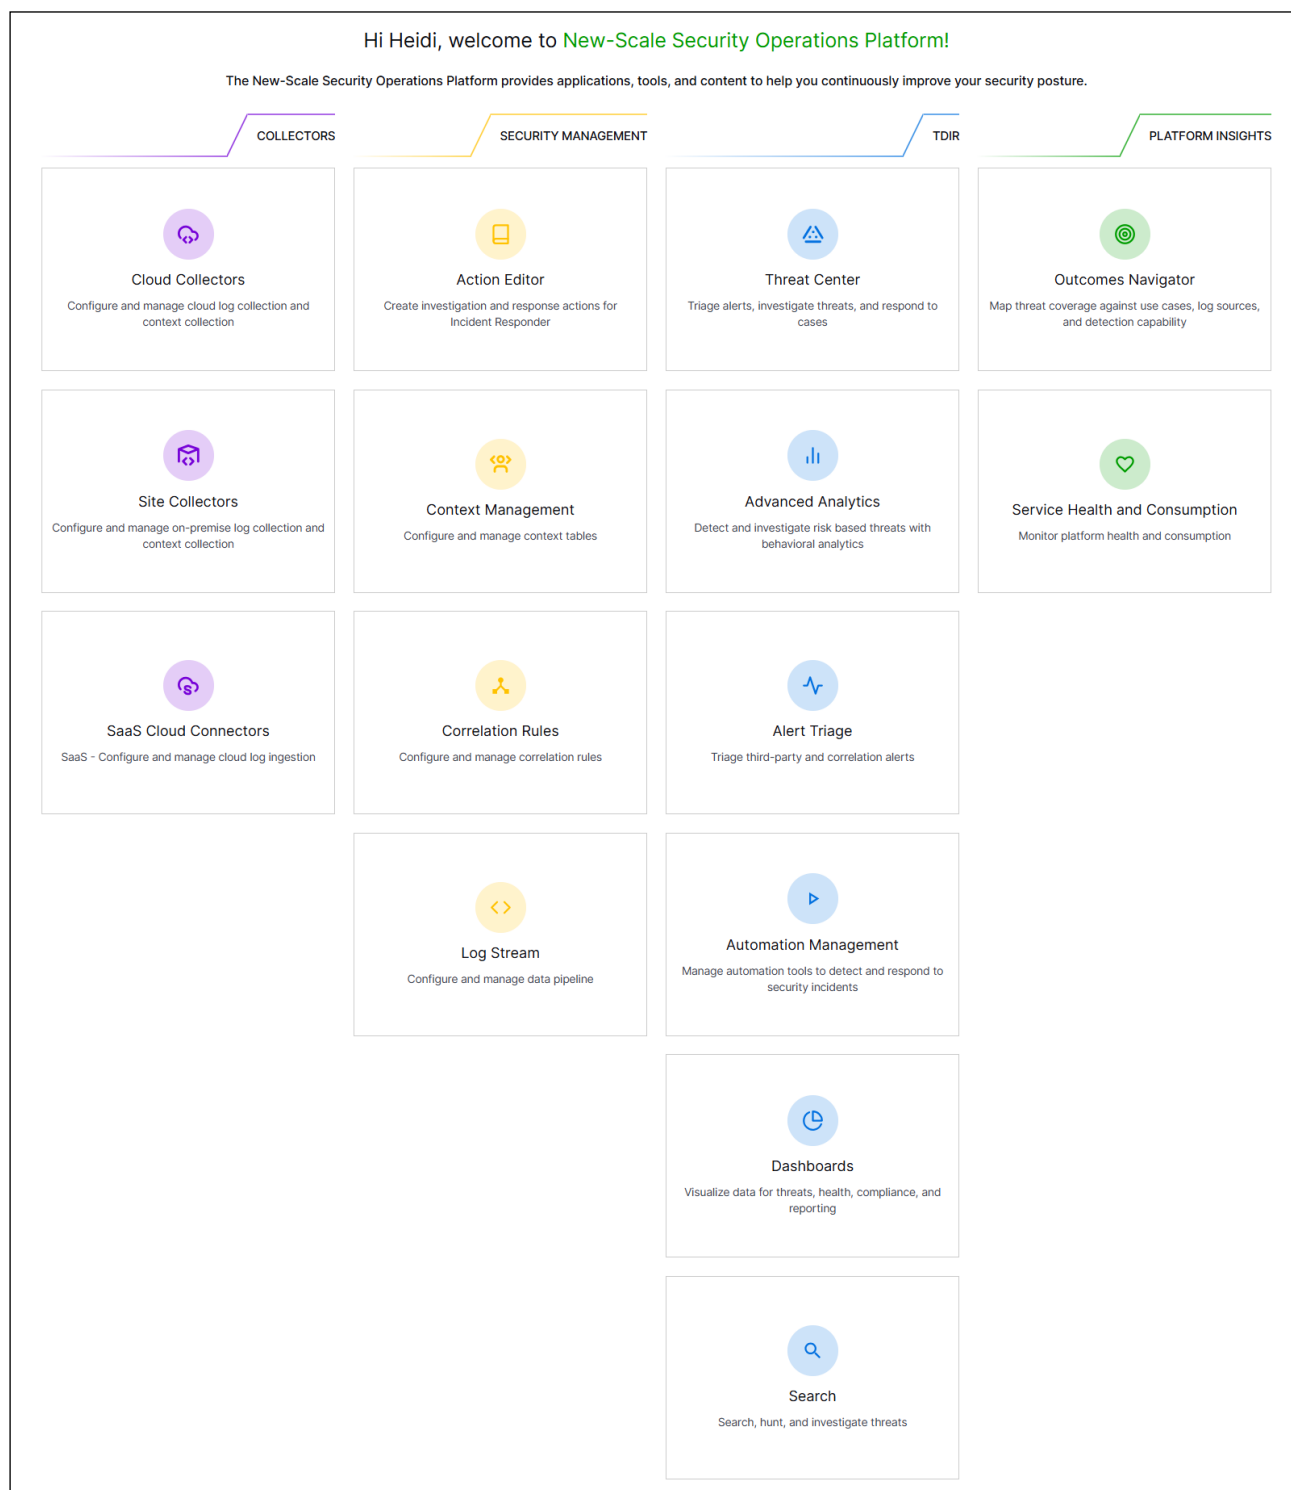 Hi Heidi, welcome to New-Scale Security Operations Platform!
The New-Scale Security Operations Platform provides applications, tools, and content to help you continuously improve your security posture.
COLLECTORS
Cloud Collectors
Configure and manage cloud log collection and
context collection
Site Collectors
Configure and manage on-premise log collection and
context collection
SaaS Cloud Connectors
SaaS - Configure and manage cloud log ingestion
SECURITY MANAGEMENT
Action Editor
Create investigation and response actions for
Incident Responder
Context Management
Configure and manage context tables
Correlation Rules
Configure and manage correlation rules
Log Stream
Configure and manage data pipeline
TDIR
Threat Center
Triage alerts, investigate threats, and respond to
cases
Advanced Analytics
Detect and investigate risk based threats with
behavioral analytics
Alert Triage
Triage third-party and correlation alerts
Automation Management
Manage automation tools to detect and respond to
security incidents
Dashboards
Visualize data for threats, health, compliance, and
reporting
Search
Search, hunt, and investigate threats
PLATFORM INSIGHTS
Outcomes Navigator
Map threat coverage against use cases, log sources,
and detection capability
Service Health and Consumption
Monitor platform health and consumption